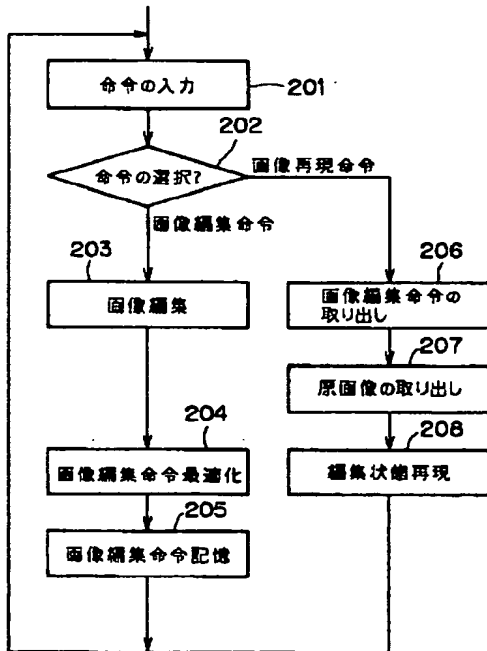 命令の入力
201
202
命令の選択?
画像再現命令
画像編集命令
203
画像編集
206
画像編集命令の
取り出し
207
原画像の取り出し
204
画像編集命令最適化
208
編集状態再現
205
画像編集命令記憶